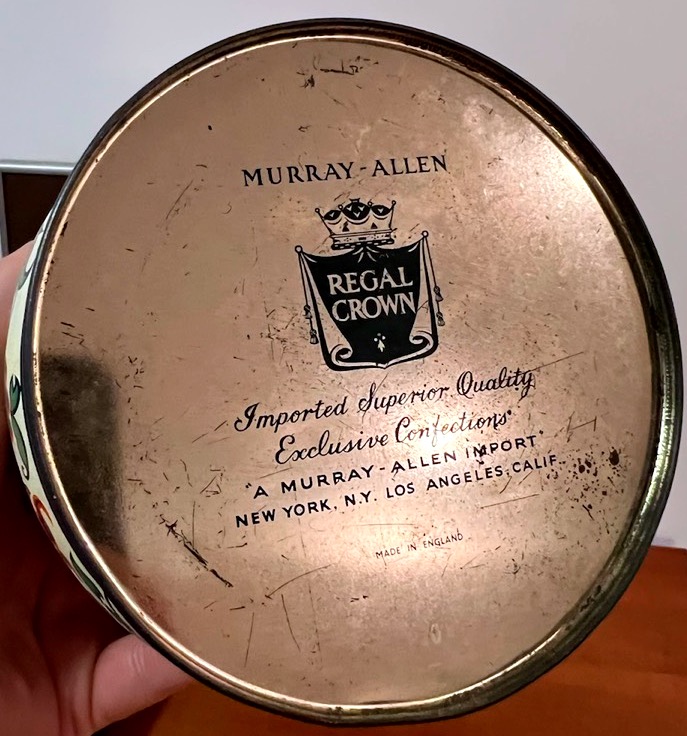 MURRAY-ALLEN
REGAL
CROWN
Imported Superior Quality
Exclusive Confections
"A MURRAY-ALLEN IMPORT"
NEW YORK, N.Y. LOS ANGELES, CALIF.
MADE IN ENGLAND